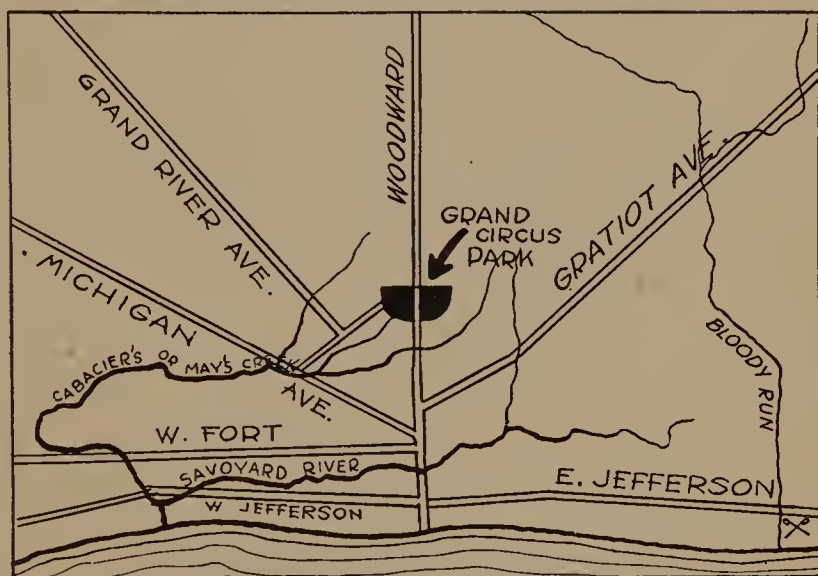 GRAND RIVER AVE.
WOODWARD
GRAND
CIRCUS
PARK
GRATIOT AVE.
MICHIGAN
AVE.
CABACIER'S OR MAY'S CREEK
BLOODY RUN
W. FORT
SAVOYARD RIVER
E. JEFFERSON
W JEFFERSON